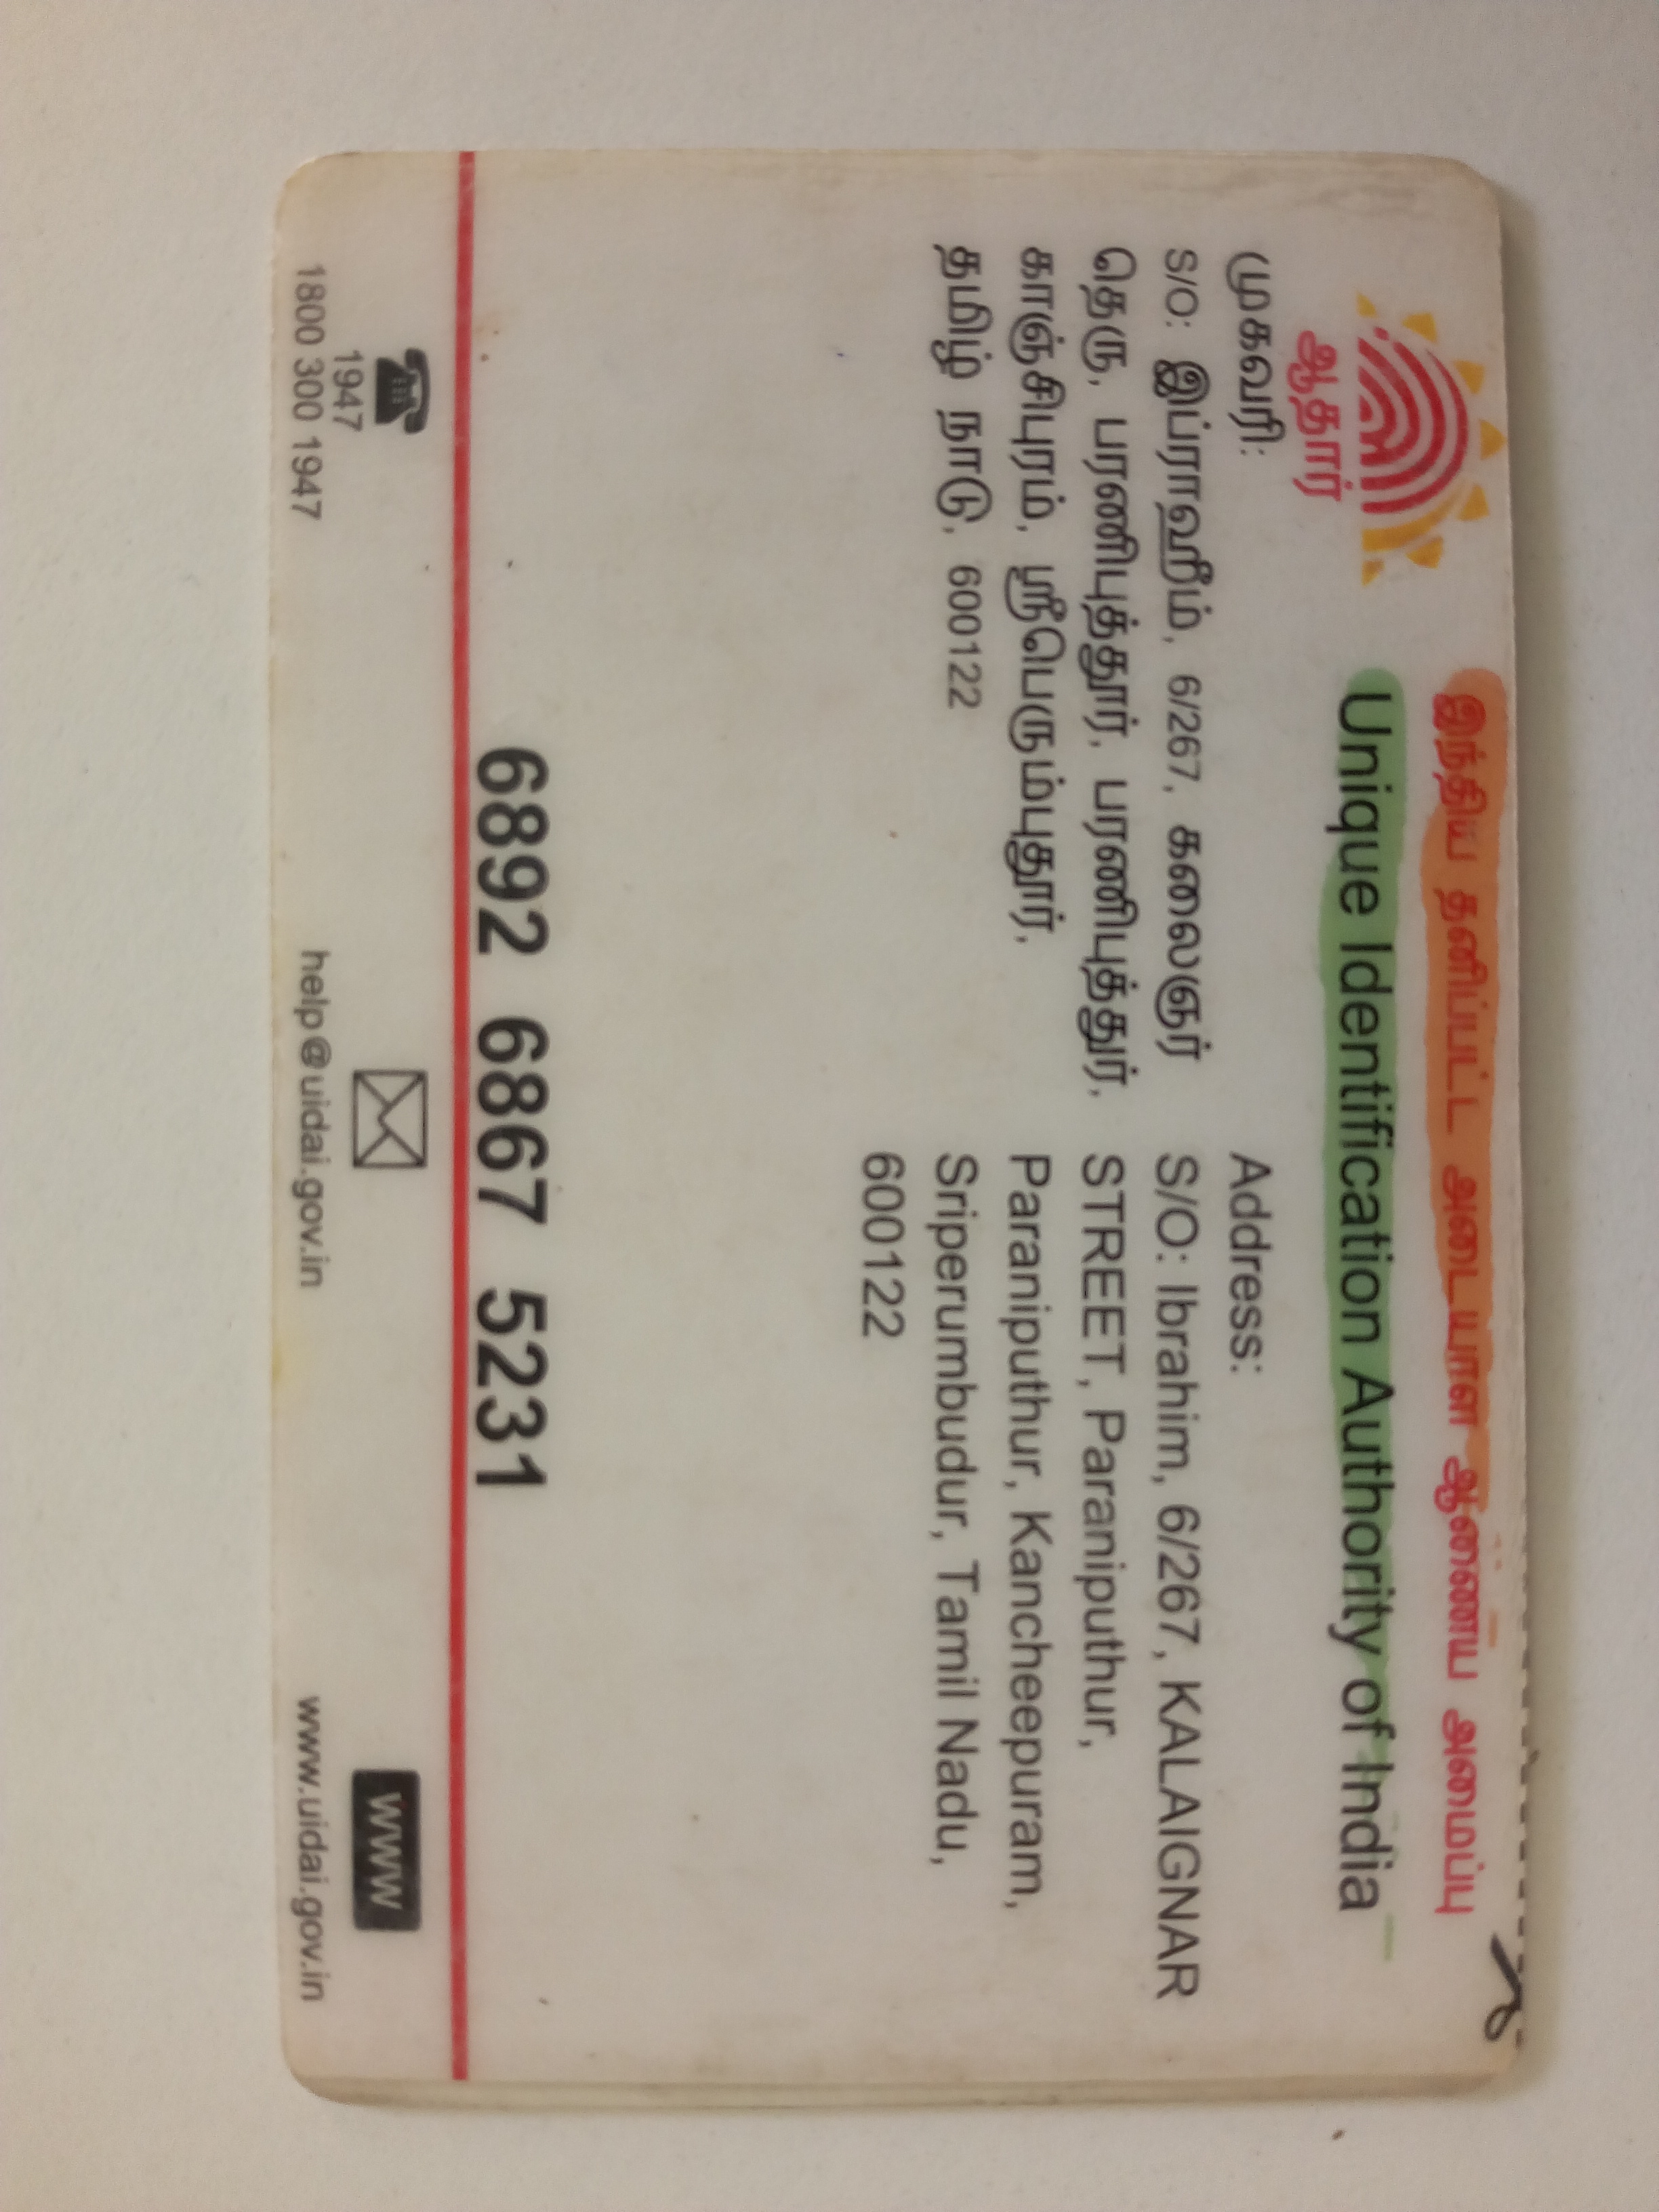 இந்திய தனிப்பட்ட அடையாள ஆணைய அமைப்பு
Unique Identification Authority of India
ஆதார்
முகவரி:
S/O: இப்ராஹீம், 6/267, கலைஞர்
தெரு, பரணிபுத்தூர், பரணிபுத்தூர்,
காஞ்சிபுரம், ஸ்ரீபெரும்புதூர்,
தமிழ் நாடு, 600122
Address:
S/O: Ibrahim, 6/267, KALAIGNAR
STREET, Paraniputhur,
Paraniputhur, Kancheepuram,
Sriperumbudur, Tamil Nadu,
600122
6892 6867 5231
1947
1800 300 1947
help@uidai.gov.in
WWW
www.uidai.gov.in